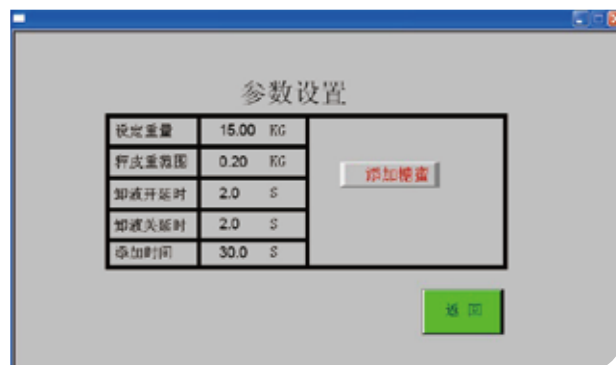 参数设置
设定重量 15.00 KG
秤皮重范围 0.20 KG
添加糖蜜
卸液开延时 2.0 S
卸液关延时 2.0 S
添加时间 30.0 S
返回